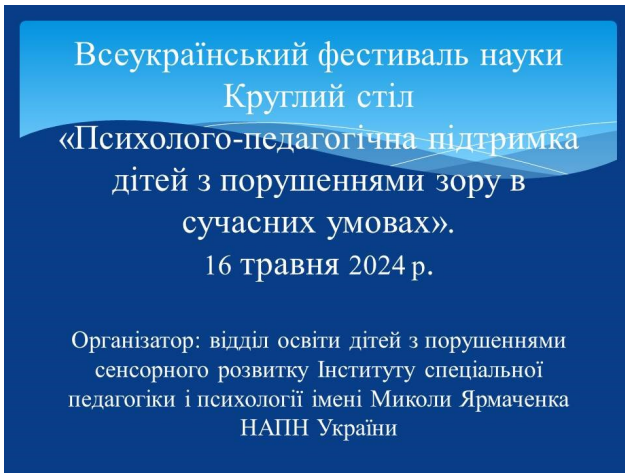 Всеукраїнський фестиваль науки
Круглий стіл
«Психолого-педагогічна підтримка
дітей з порушеннями зору в
сучасних умовах».
16 травня 2024 р.
Організатор: відділ освіти дітей з порушеннями
сенсорного розвитку Інституту спеціальної
педагогіки і психології імені Миколи Ярмаченка
НАПН України